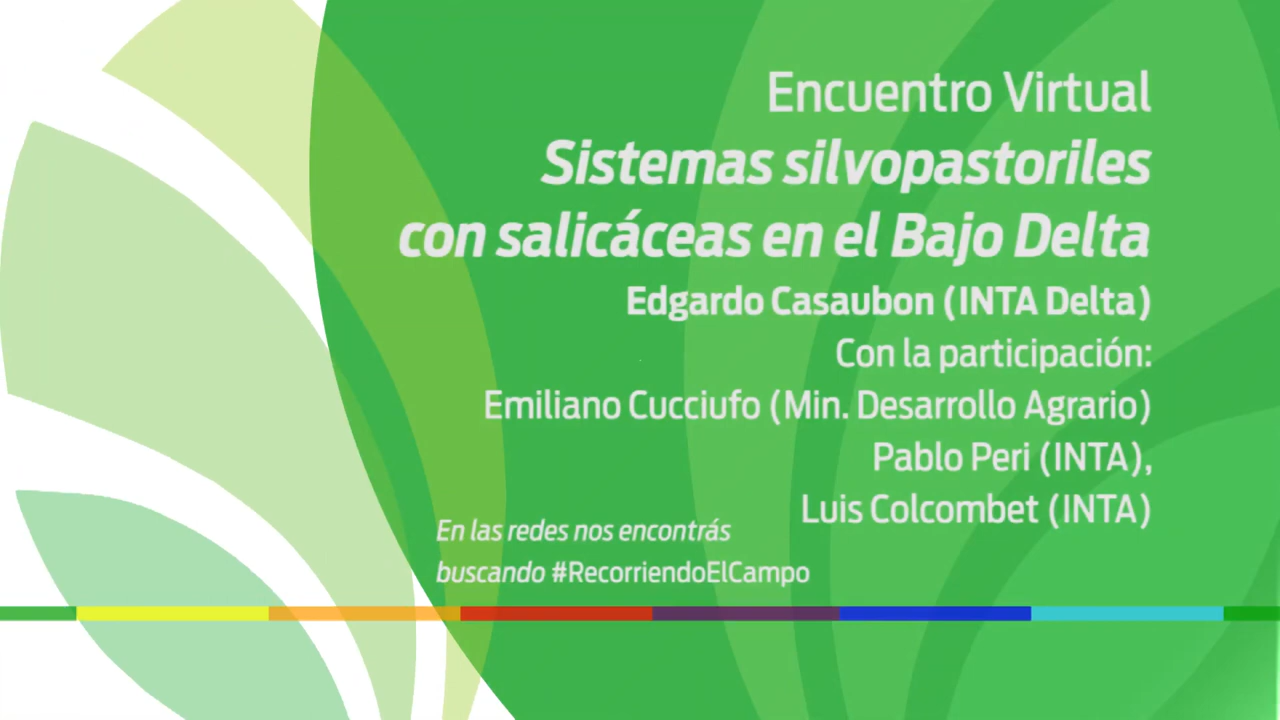 Encuentro Virtual
Sistemas silvopastoriles
con salicáceas en el Bajo Delta
Edgardo Casaubon (INTA Delta)
Con la participación:
Emiliano Cucciufo (Min. Desarrollo Agrario)
Pablo Peri (INTA),
Luis Colcombet (INTA)
En las redes nos encontrás
buscando #RecorriendoElCampo